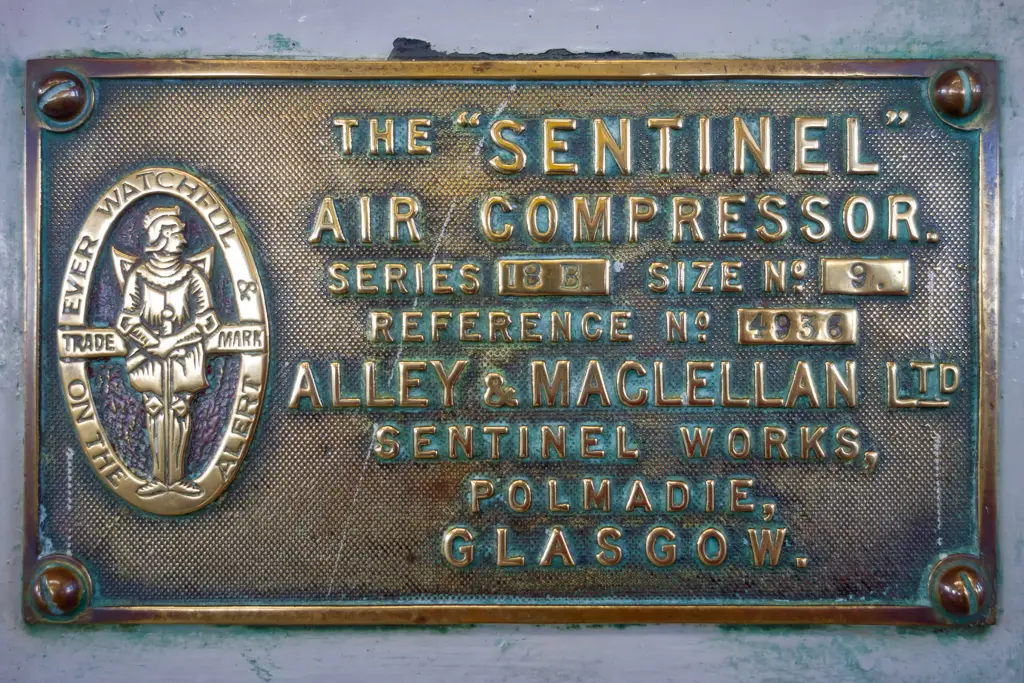 THE "SENTINEL"
AIR COMPRESSOR.
SERIES 18 B. SIZE Nº 9.
REFERENCE Nº 4936
ALLEY & MACLELLAN LTD
SENTINEL WORKS,
POLMADIE,
GLASGOW.
EVER WATCHFUL &
TRADE MARK
ON THE ALERT